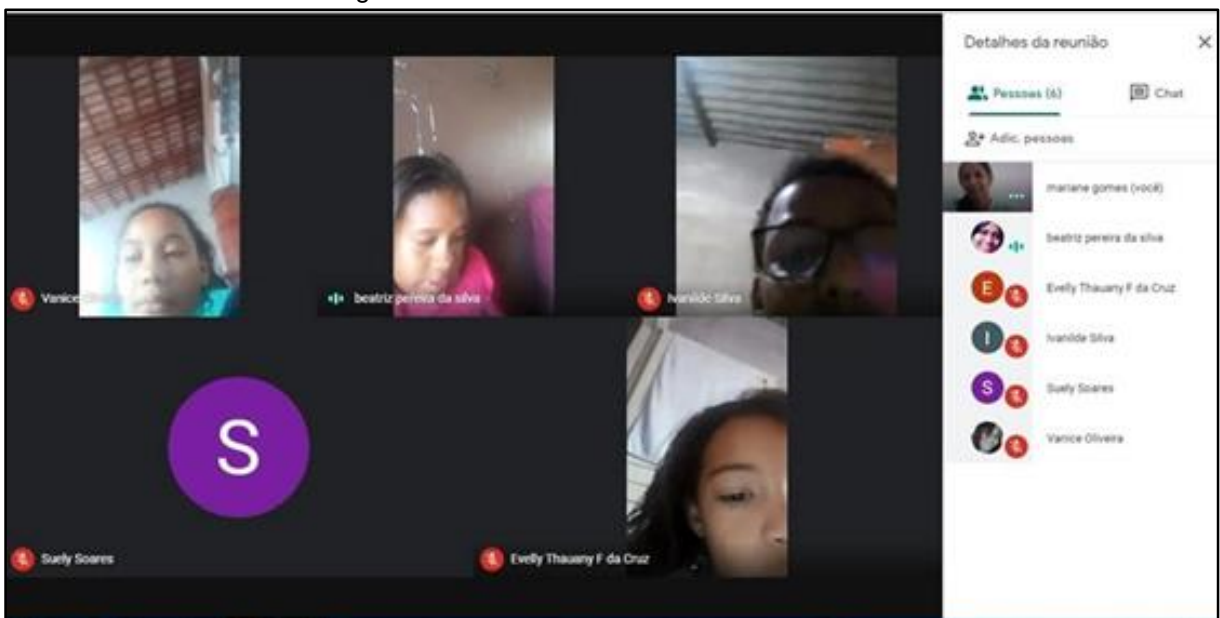 Detalhes da reunião
Pessoas (6)
Chat
Adic. pessoas
mariane gomes (você)
beatriz pereira da silva
E
Evelly Thauany F da Cruz
I
Ivanilde Silva
S
Suely Soares
Vanice Oliveira
Vanice
beatriz pereira da silva
Ivanilde Silva
S
Suely Soares
Evelly Thauany F da Cruz